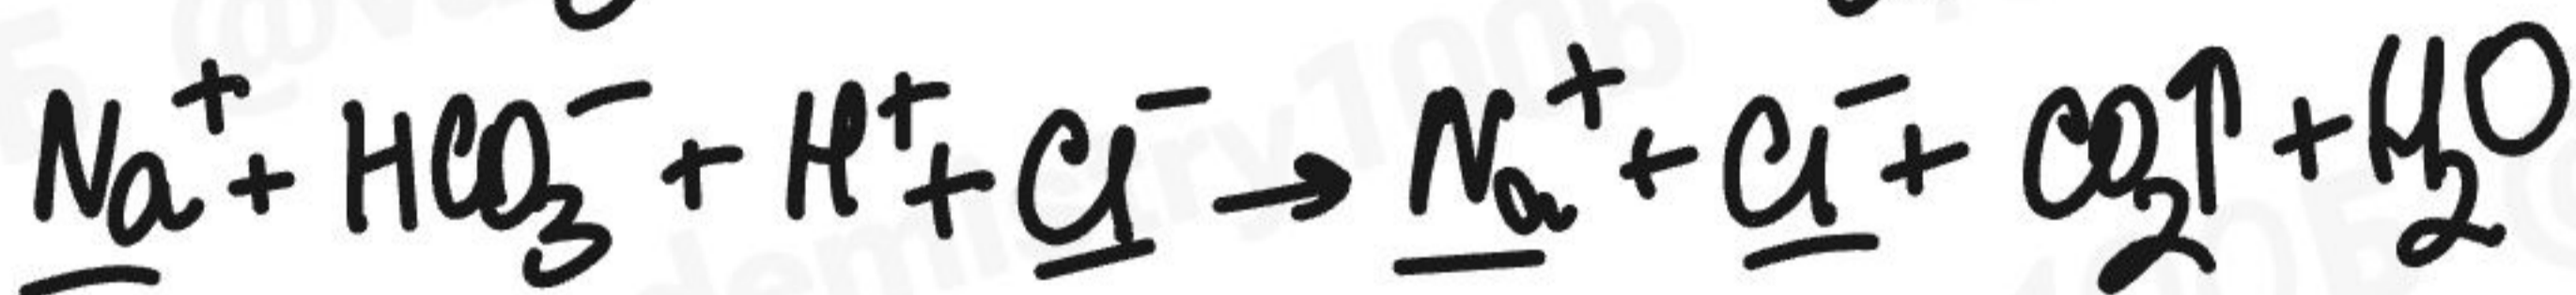 Na⁺ + HCO₃⁻ + H⁺ + Cl⁻ → Na⁺ + Cl⁻ + CO₂↑ + H₂O